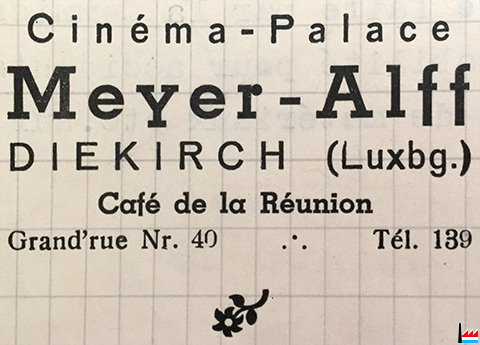 Cinéma-Palace
Meyer-Alff
DIEKIRCH (Luxbg.)
Café de la Réunion
Grand'rue Nr. 40 .·. Tél. 139